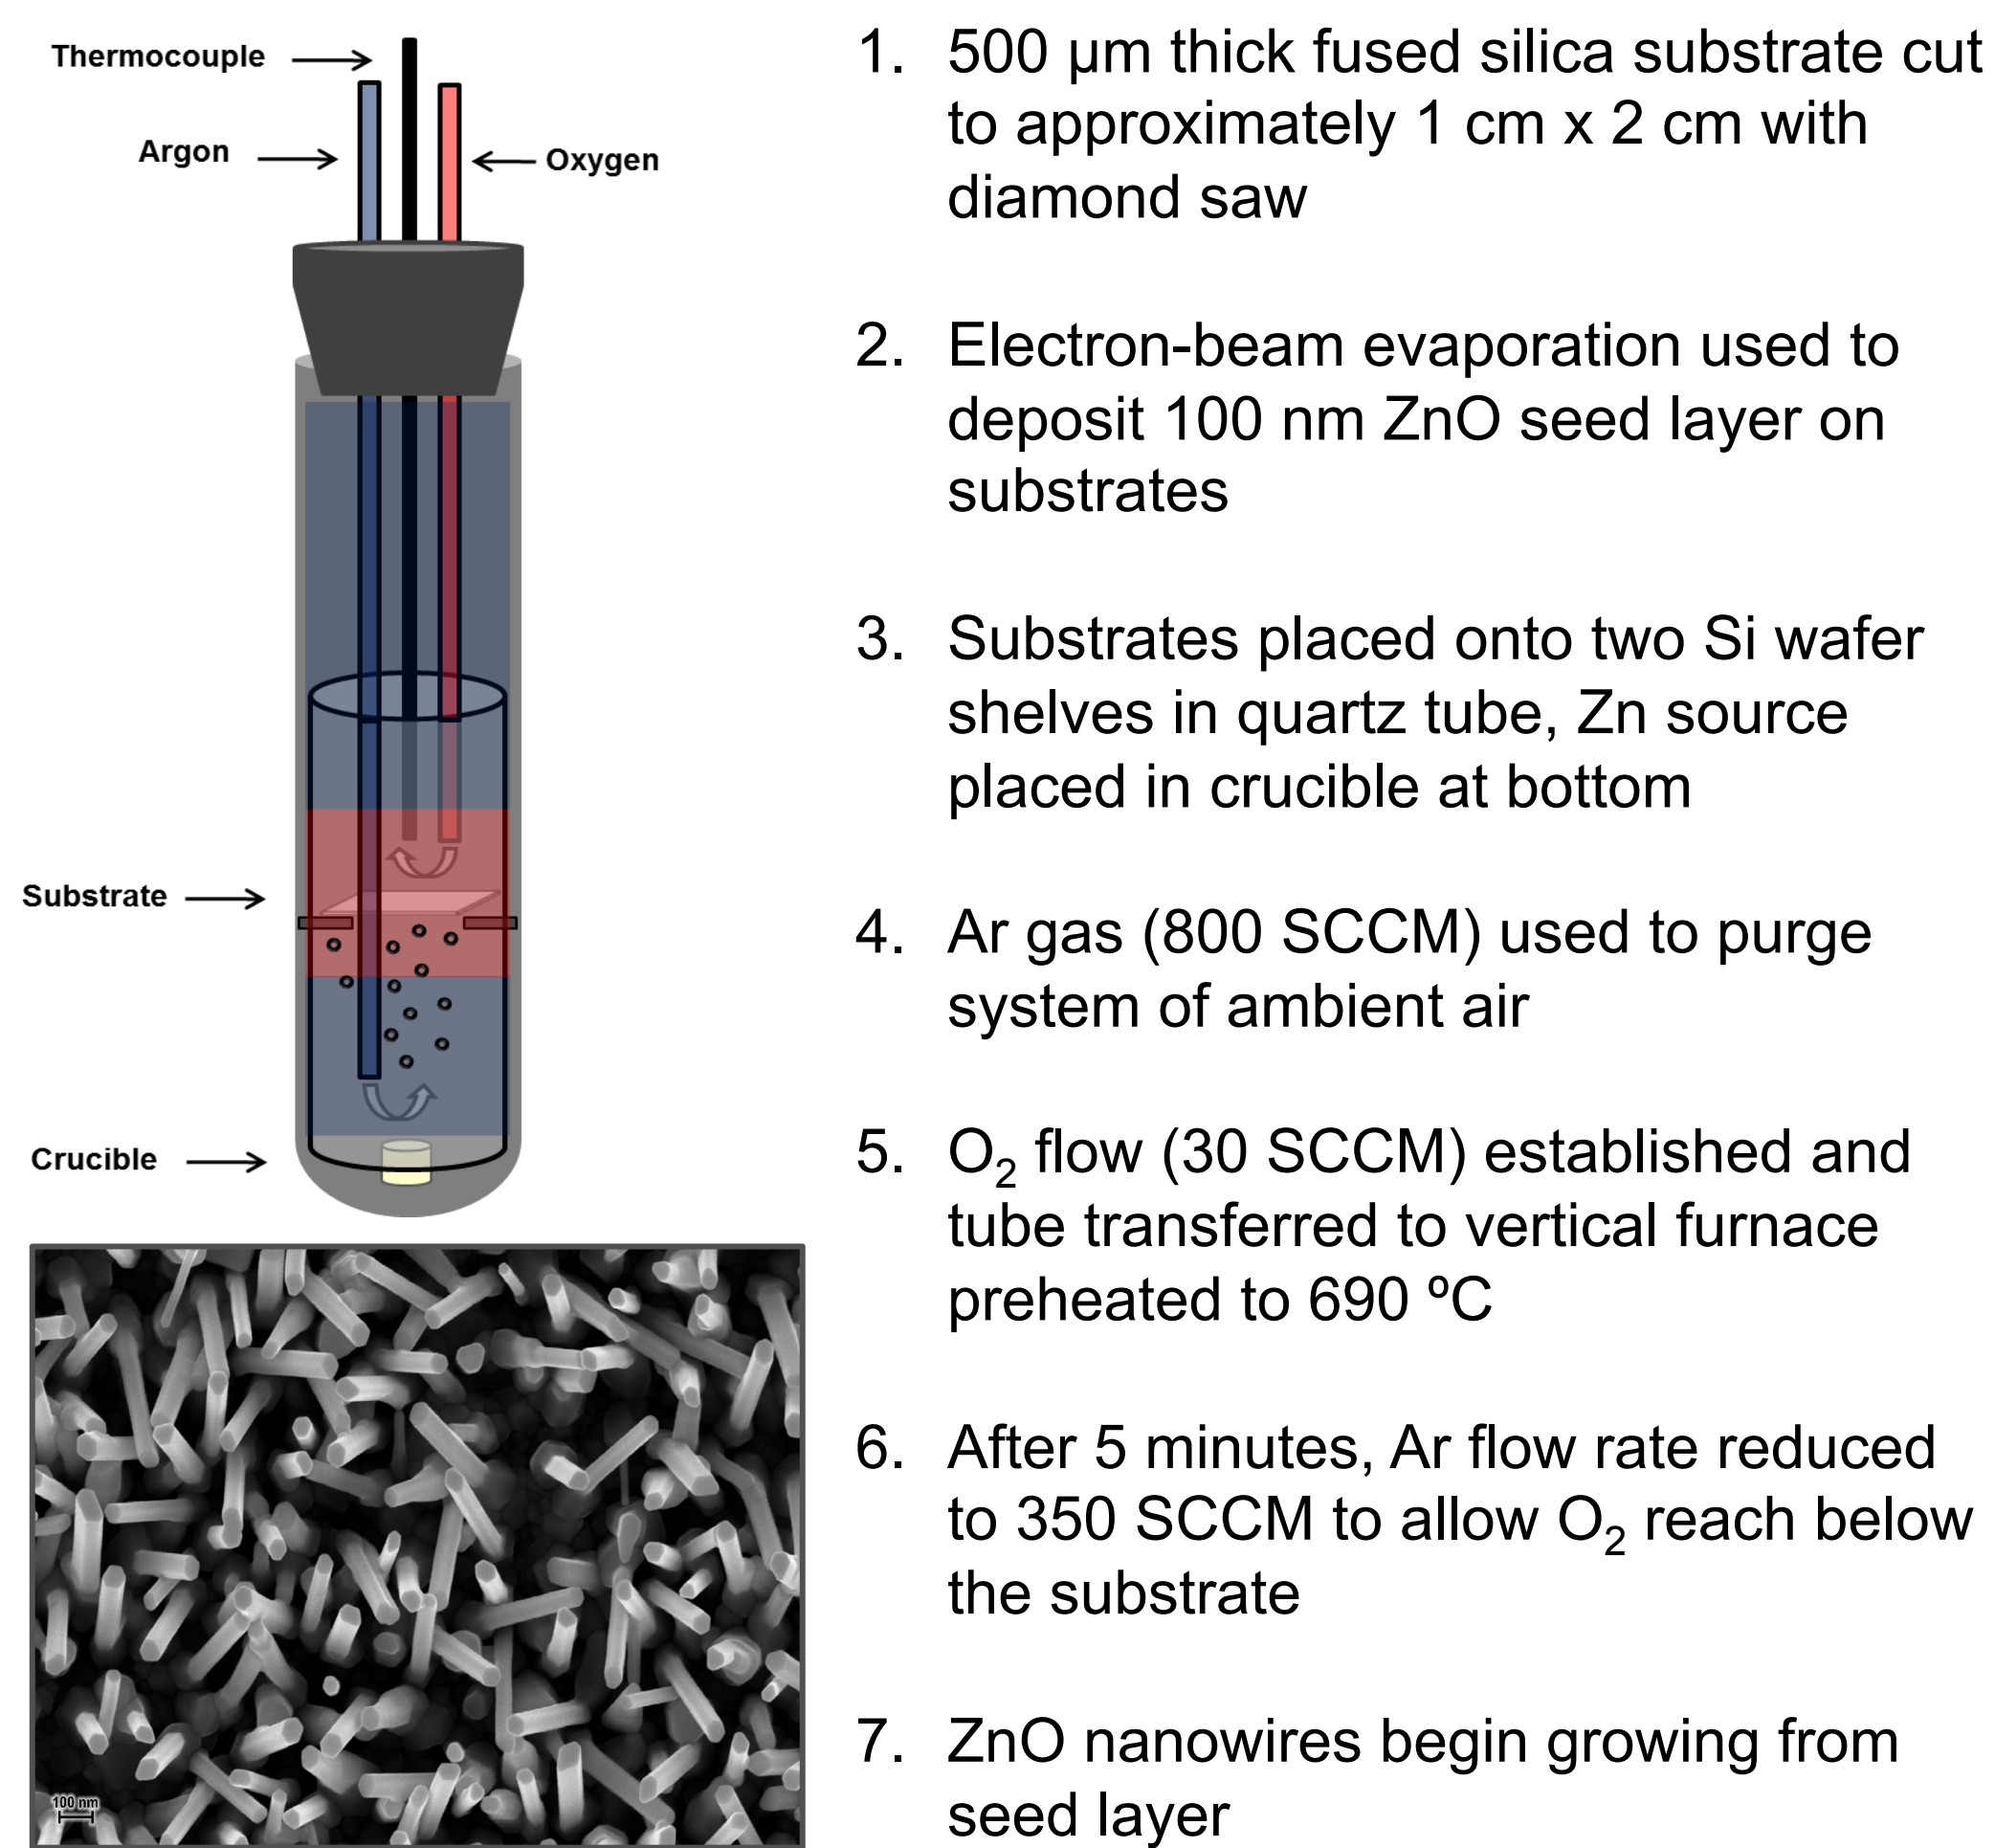 Thermocouple
Argon
Oxygen
Substrate
Crucible
100 nm
1. 500 µm thick fused silica substrate cut
to approximately 1 cm x 2 cm with
diamond saw
2. Electron-beam evaporation used to
deposit 100 nm ZnO seed layer on
substrates
3. Substrates placed onto two Si wafer
shelves in quartz tube, Zn source
placed in crucible at bottom
4. Ar gas (800 SCCM) used to purge
system of ambient air
5. O₂ flow (30 SCCM) established and
tube transferred to vertical furnace
preheated to 690 ºC
6. After 5 minutes, Ar flow rate reduced
to 350 SCCM to allow O₂ reach below
the substrate
7. ZnO nanowires begin growing from
seed layer